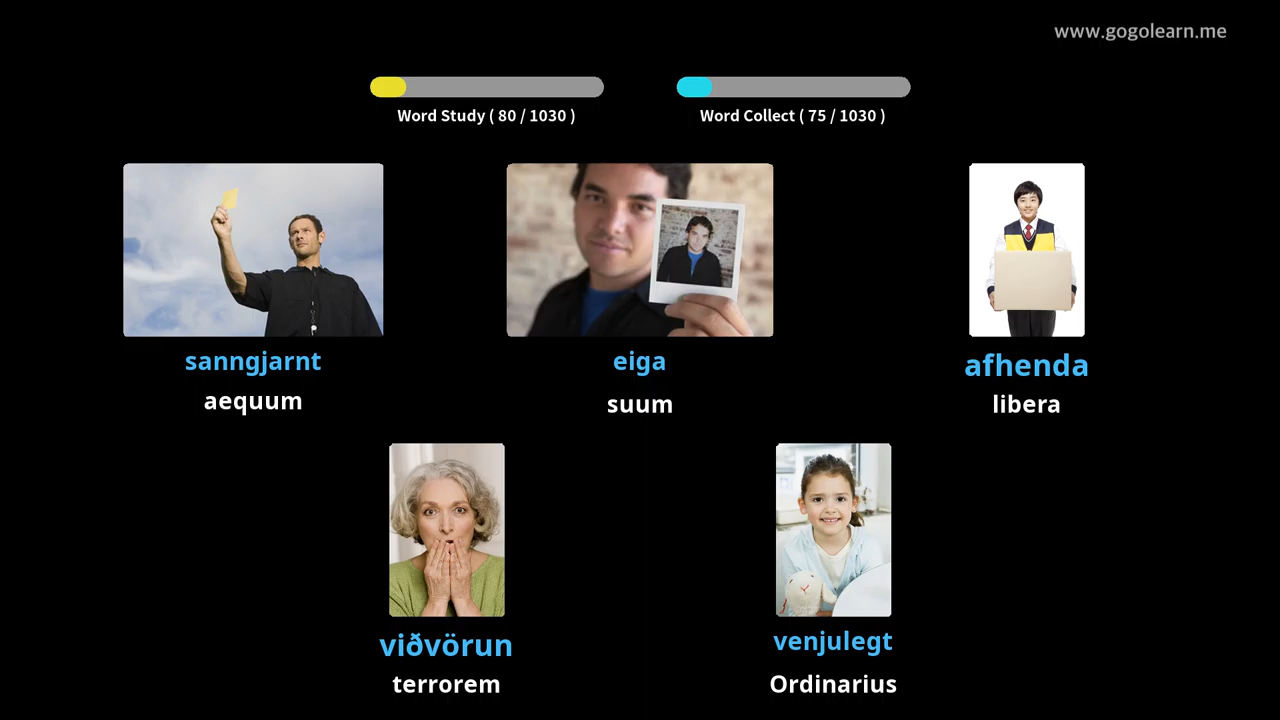 www.gogolearn.me
Word Study ( 80 / 1030 )
Word Collect ( 75 / 1030 )
sanngjarnt
aequum
eiga
suum
afhenda
libera
viðvörun
terrorem
venjulegt
Ordinarius